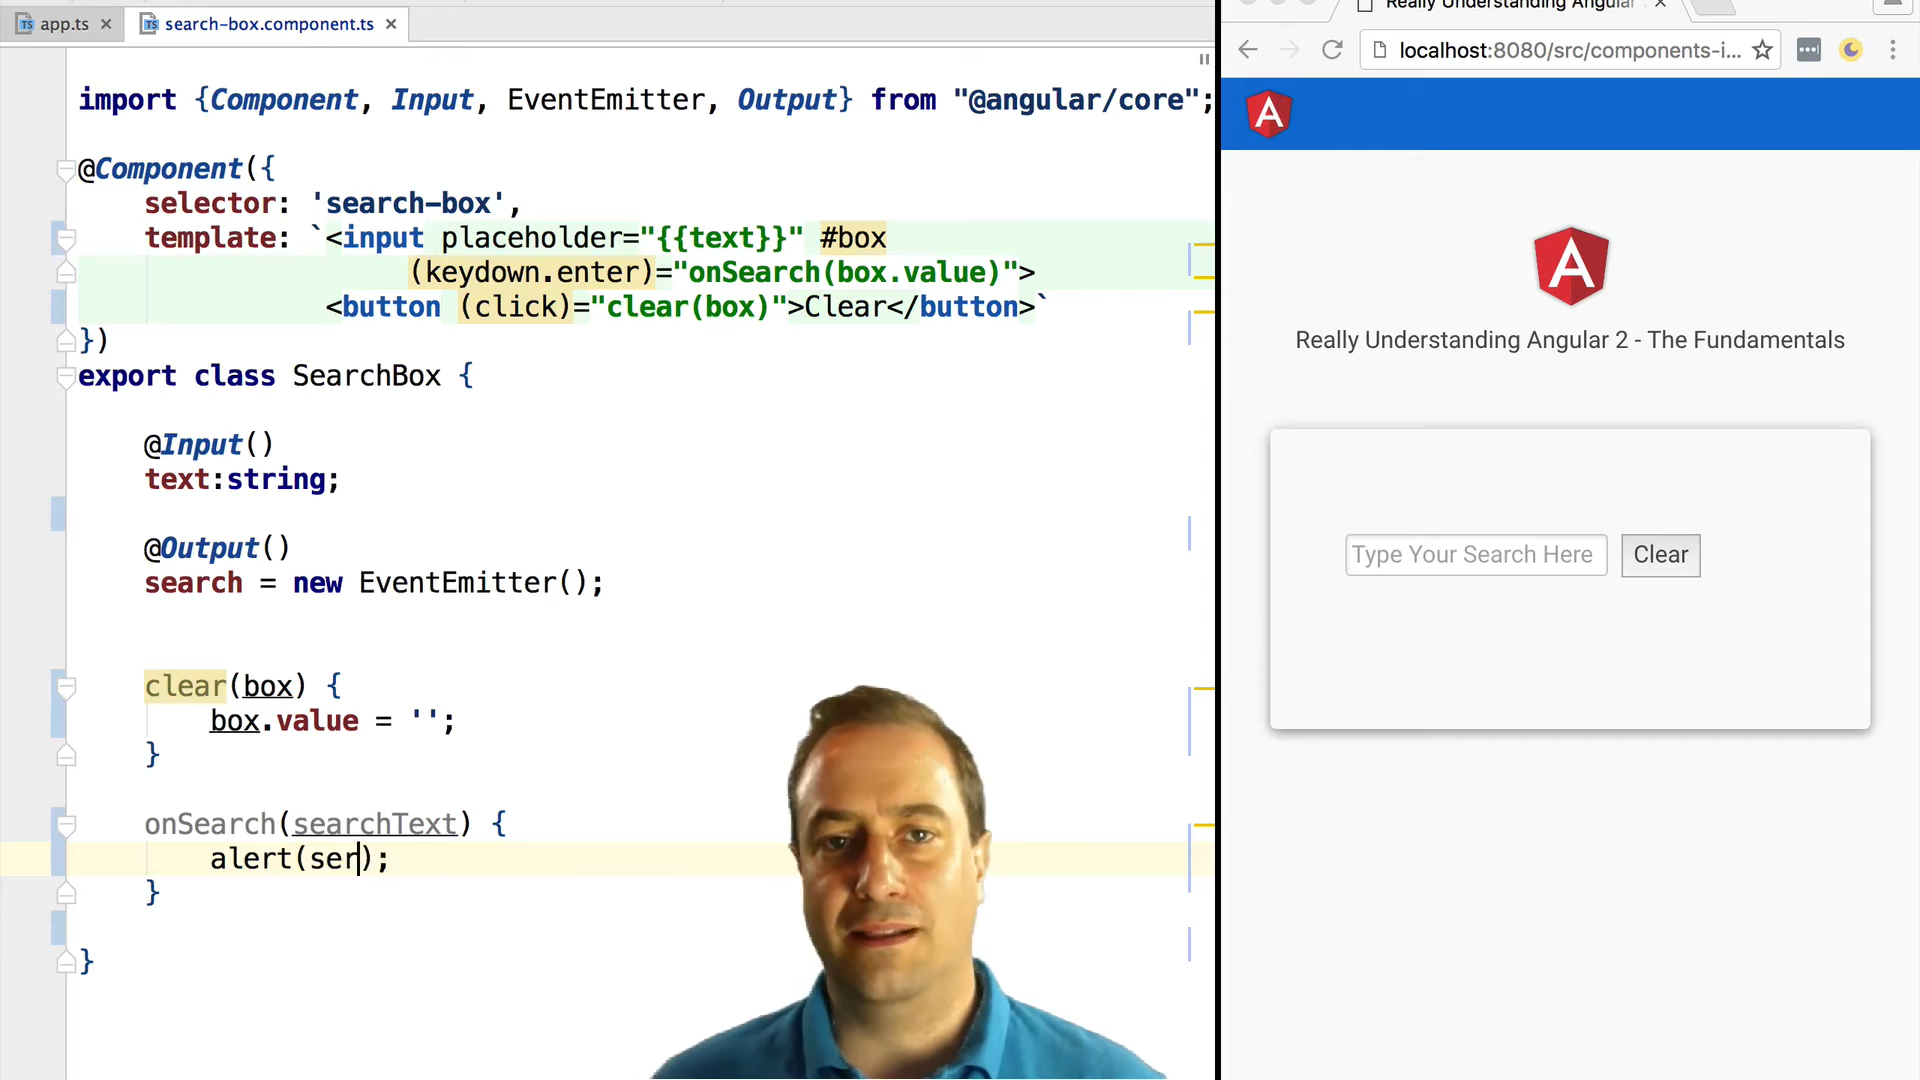 app.ts
search-box.component.ts
import {Component, Input, EventEmitter, Output} from "@angular/core";
@Component({
selector: 'search-box',
template: `<input placeholder="{{text}}" #box
(keydown.enter)="onSearch(box.value)">
<button (click)="clear(box)">Clear</button>`
})
export class SearchBox {
@Input()
text:string;
@Output()
search = new EventEmitter();
clear(box) {
box.value = '';
}
onSearch(searchText) {
alert(ser);
}
}
Really Understanding Angular
localhost:8080/src/components-i...
Really Understanding Angular 2 - The Fundamentals
Type Your Search Here
Clear